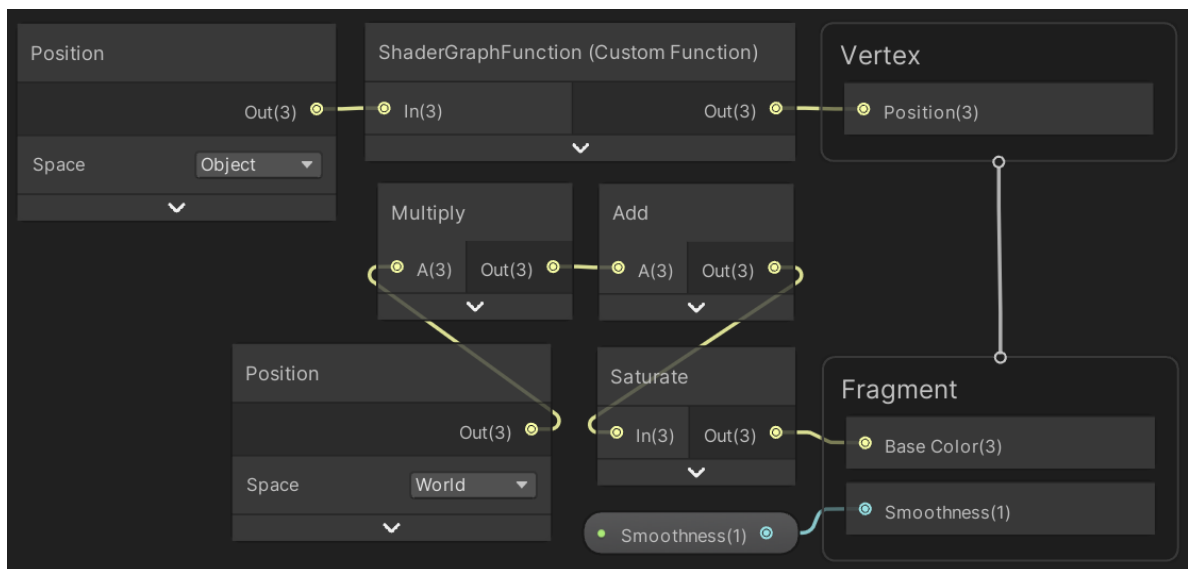 Position
Out(3)
Space Object
ShaderGraphFunction (Custom Function)
In(3) Out(3)
Vertex
Position(3)
Multiply
A(3) Out(3)
Add
A(3) Out(3)
Position
Out(3)
Space World
Saturate
In(3) Out(3)
Smoothness(1)
Fragment
Base Color(3)
Smoothness(1)